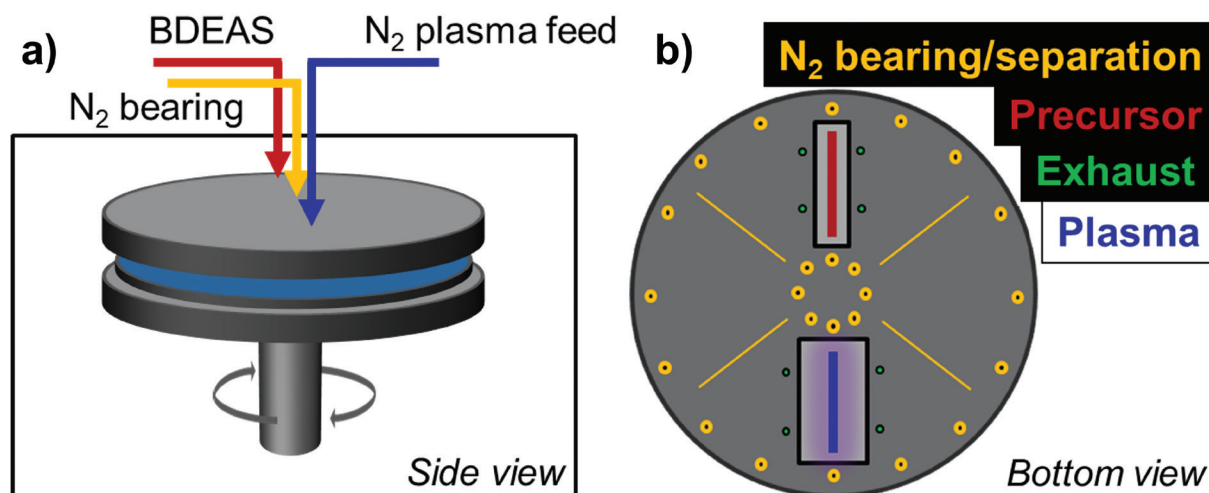 a)
BDEAS
N₂ plasma feed
N₂ bearing
Side view
b)
N₂ bearing/separation
Precursor
Exhaust
Plasma
Bottom view